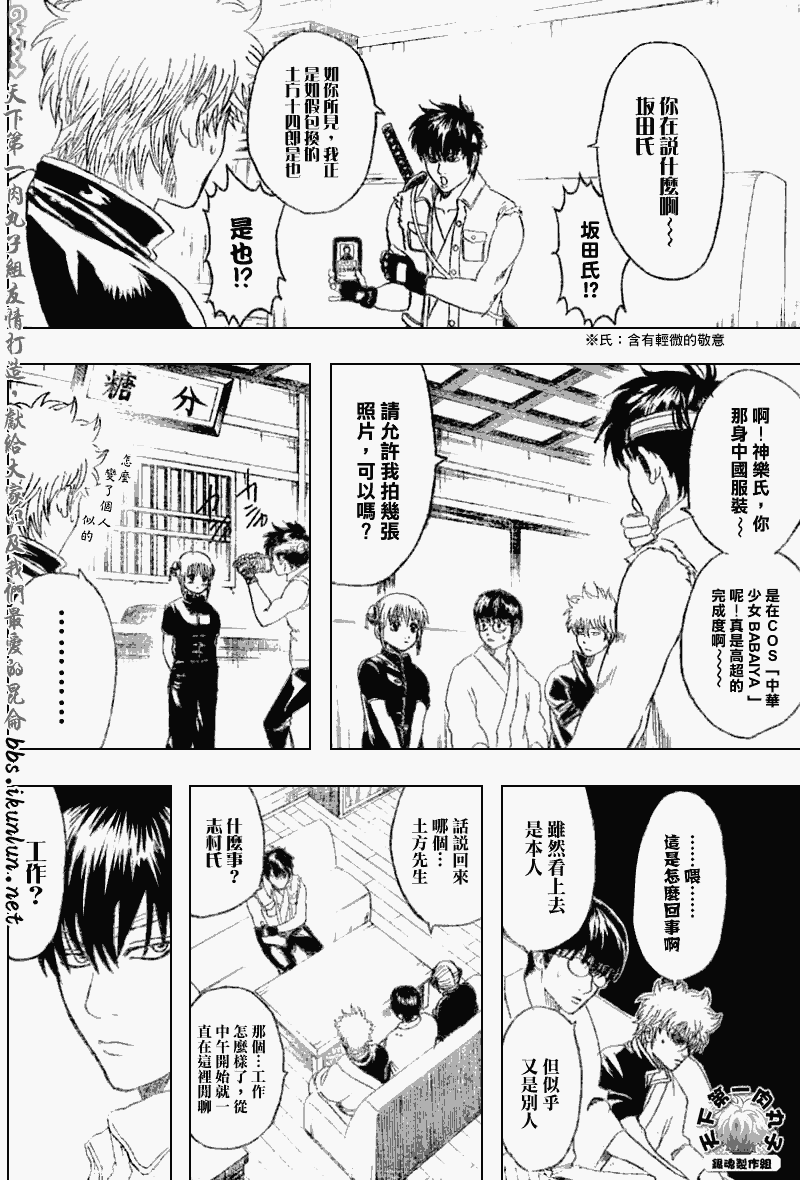 你在說什麼啊~~
坂田氏
坂田氏!?
如你所見，我正
是如假包換的
土方十四郎是也
是也!?
※氏：含有輕微的敬意
啊！神樂氏，你
那身中國服裝~
是在COS「中華
少女BABAIYA」
呢！真是高超的
完成度啊~~~
請允許我拍幾張
照片，可以嗎？
糖分
怎麼
變了個人
似的
………
……喂……
這是怎麼回事啊
雖然看上去
是本人
但似乎
又是別人
話說回來
哪個…
土方先生
什麼事？
志村氏
那個…工作
怎麼樣了，從
中午開始就一
直在這裡閒聊
工作？
天下第一肉丸子組友情打造，獻給大家以及我們最愛的昆侖 bbs.ikunlun.net
天下第一肉丸子
銀魂製作組